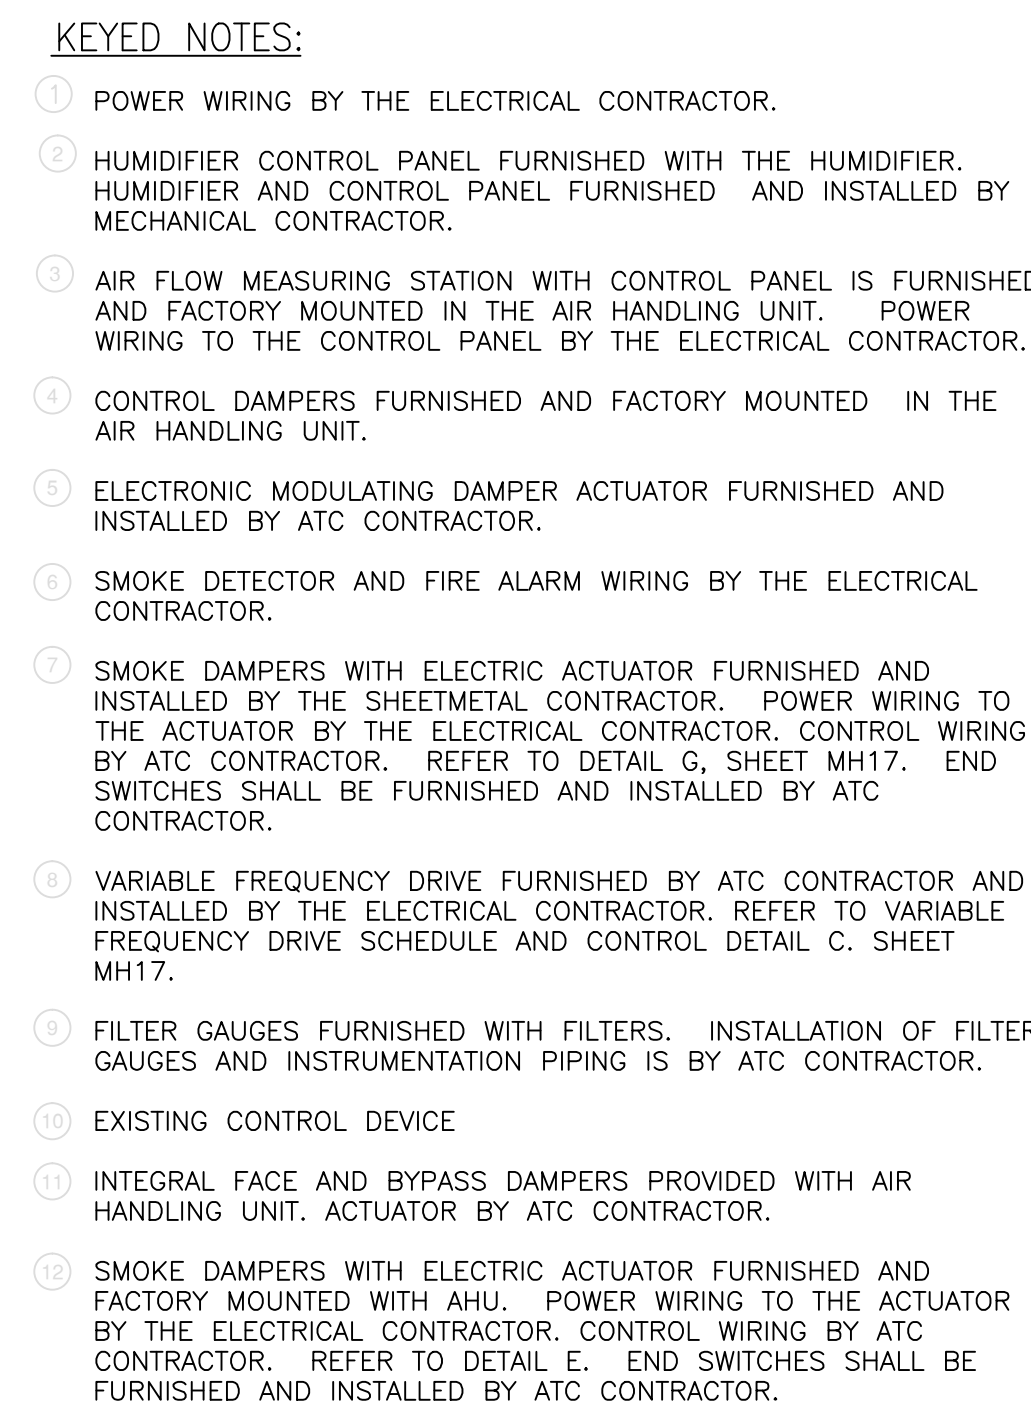 KEYED NOTES:
1 POWER WIRING BY THE ELECTRICAL CONTRACTOR.
2 HUMIDIFIER CONTROL PANEL FURNISHED WITH THE HUMIDIFIER.
HUMIDIFIER AND CONTROL PANEL FURNISHED AND INSTALLED BY
MECHANICAL CONTRACTOR.
3 AIR FLOW MEASURING STATION WITH CONTROL PANEL IS FURNISHED
AND FACTORY MOUNTED IN THE AIR HANDLING UNIT. POWER
WIRING TO THE CONTROL PANEL BY THE ELECTRICAL CONTRACTOR.
4 CONTROL DAMPERS FURNISHED AND FACTORY MOUNTED IN THE
AIR HANDLING UNIT.
5 ELECTRONIC MODULATING DAMPER ACTUATOR FURNISHED AND
INSTALLED BY ATC CONTRACTOR.
6 SMOKE DETECTOR AND FIRE ALARM WIRING BY THE ELECTRICAL
CONTRACTOR.
7 SMOKE DAMPERS WITH ELECTRIC ACTUATOR FURNISHED AND
INSTALLED BY THE SHEETMETAL CONTRACTOR. POWER WIRING TO
THE ACTUATOR BY THE ELECTRICAL CONTRACTOR. CONTROL WIRING
BY ATC CONTRACTOR. REFER TO DETAIL G, SHEET MH17. END
SWITCHES SHALL BE FURNISHED AND INSTALLED BY ATC
CONTRACTOR.
8 VARIABLE FREQUENCY DRIVE FURNISHED BY ATC CONTRACTOR AND
INSTALLED BY THE ELECTRICAL CONTRACTOR. REFER TO VARIABLE
FREQUENCY DRIVE SCHEDULE AND CONTROL DETAIL C. SHEET
MH17.
9 FILTER GAUGES FURNISHED WITH FILTERS. INSTALLATION OF FILTER
GAUGES AND INSTRUMENTATION PIPING IS BY ATC CONTRACTOR.
10 EXISTING CONTROL DEVICE
11 INTEGRAL FACE AND BYPASS DAMPERS PROVIDED WITH AIR
HANDLING UNIT. ACTUATOR BY ATC CONTRACTOR.
12 SMOKE DAMPERS WITH ELECTRIC ACTUATOR FURNISHED AND
FACTORY MOUNTED WITH AHU. POWER WIRING TO THE ACTUATOR
BY THE ELECTRICAL CONTRACTOR. CONTROL WIRING BY ATC
CONTRACTOR. REFER TO DETAIL E. END SWITCHES SHALL BE
FURNISHED AND INSTALLED BY ATC CONTRACTOR.